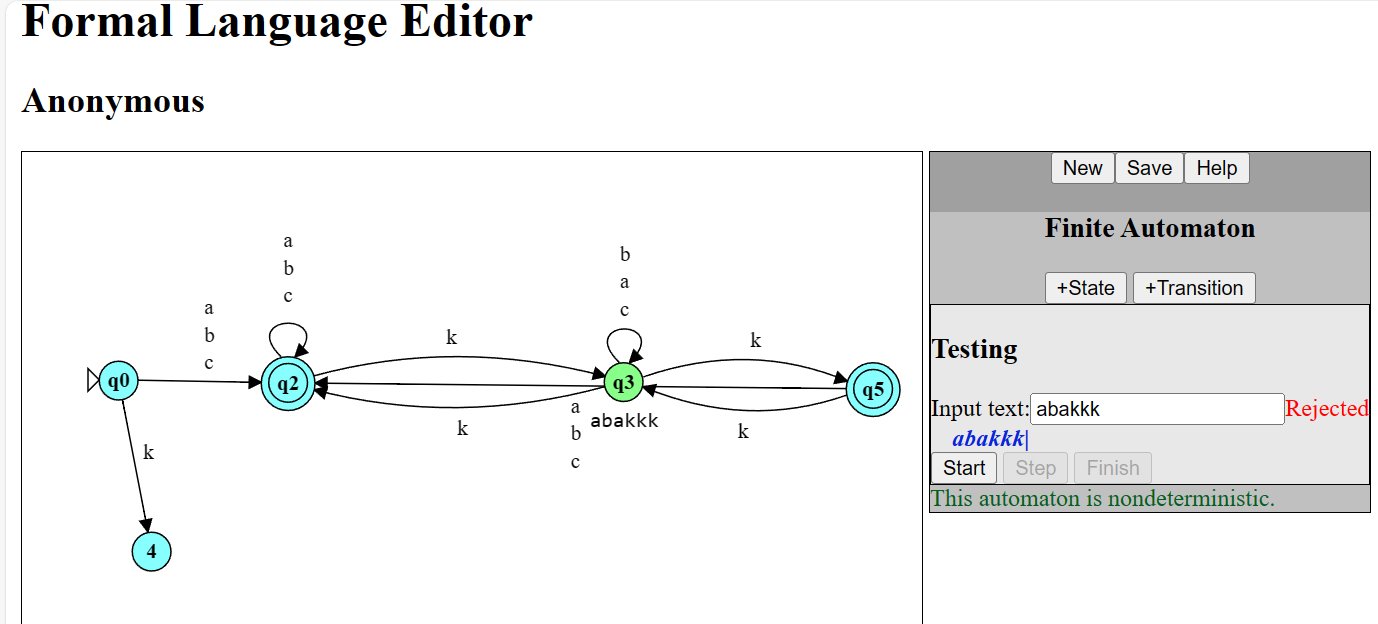 Formal Language Editor
Anonymous
New Save Help
Finite Automaton
+State +Transition
Testing
Input text: abakkk Rejected
abakkk|
Start Step Finish
This automaton is nondeterministic.
a
b
c
a
b
c
b
a
c
k
k
q0
q2
q3
q5
abakkk
a
b
c
k
k
k
4